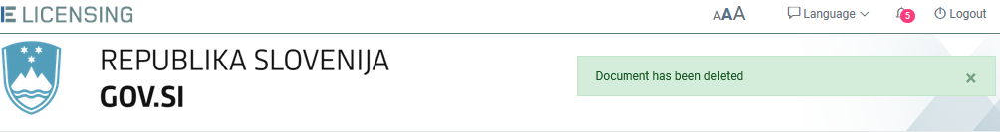 E LICENSING
AAA
Language
5
Logout
REPUBLIKA SLOVENIJA
GOV.SI
Document has been deleted
×